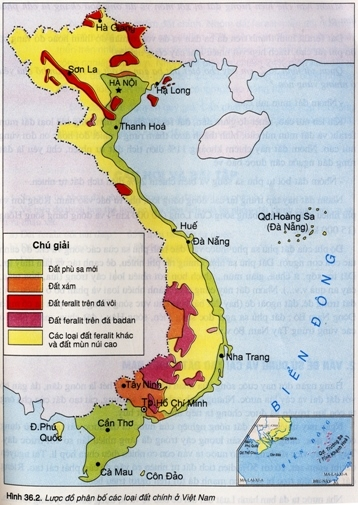 Hà G
Sơn La
HÀ NỘI
Hạ Long
Thanh Hoá
Huế
Đà Nẵng
Qđ.Hoàng Sa
(Đà Nẵng)
Chú giải
Đất phù sa mới
Đất xám
Đất feralit trên đá vôi
Đất feralit trên đá badan
Các loại đất feralit khác
và đất mùn núi cao
BIỂN ĐÔNG
Nha Trang
Tây Ninh
Tp.Hồ Chí Minh
Đ.Phú
Quốc
Cần Thơ
Cà Mau
Côn Đảo
Hình 36.2. Lược đồ phân bố các loại đất chính ở Việt Nam